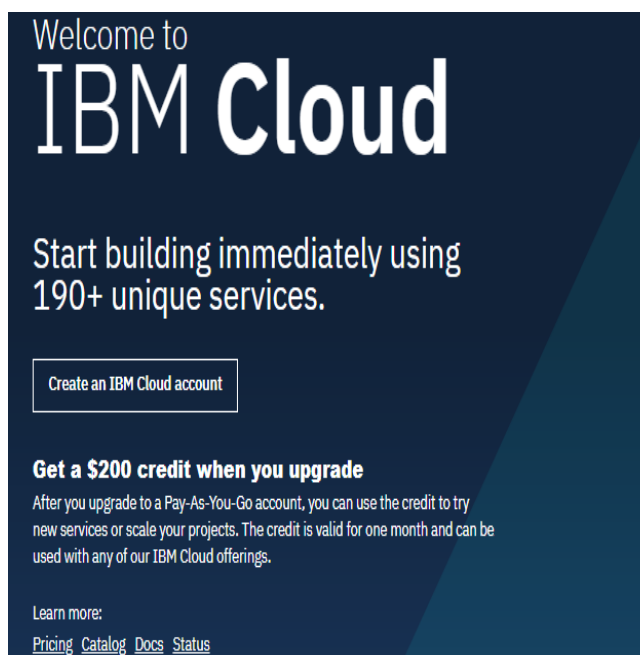 Welcome to
IBM Cloud
Start building immediately using
190+ unique services.
Create an IBM Cloud account
Get a $200 credit when you upgrade
After you upgrade to a Pay-As-You-Go account, you can use the credit to try
new services or scale your projects. The credit is valid for one month and can be
used with any of our IBM Cloud offerings.
Learn more:
Pricing Catalog Docs Status